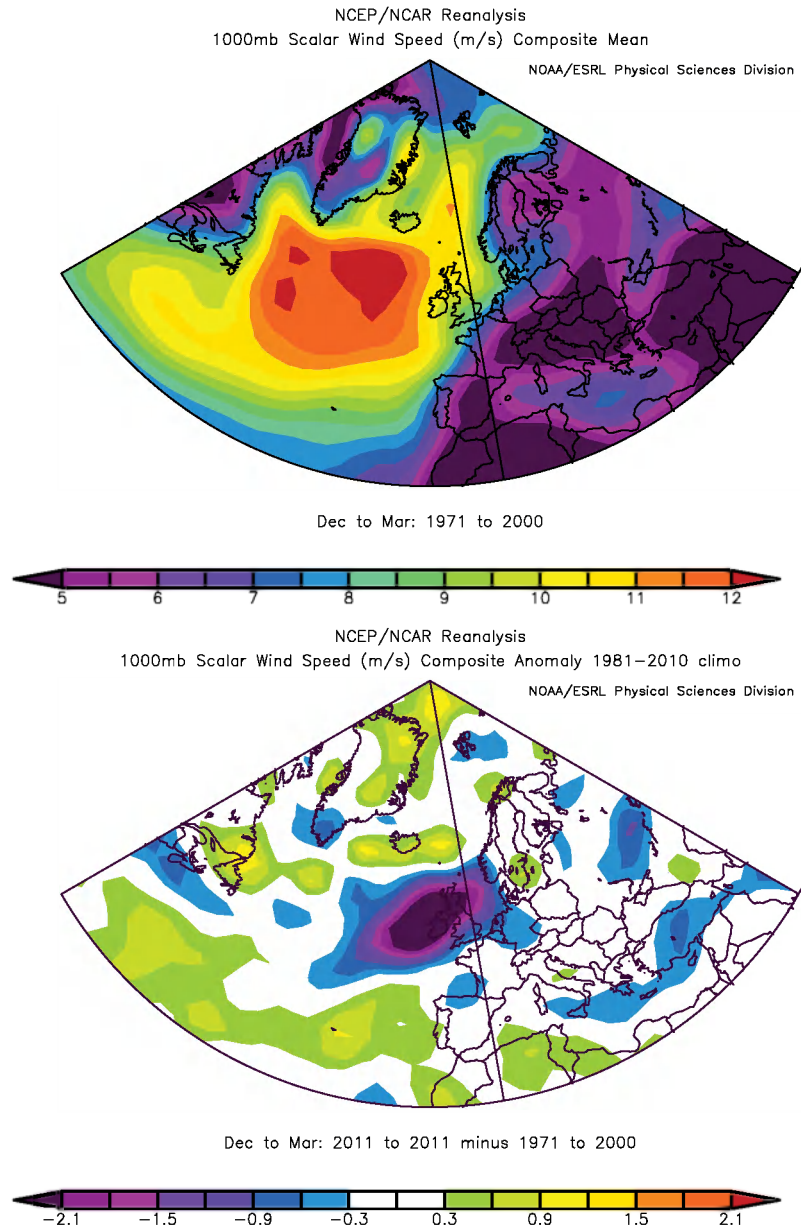 NCEP/NCAR Reanalysis
1000mb Scalar Wind Speed (m/s) Composite Mean
NOAA/ESRL Physical Sciences Division
Dec to Mar: 1971 to 2000
5 6 7 8 9 10 11 12
NCEP/NCAR Reanalysis
1000mb Scalar Wind Speed (m/s) Composite Anomaly 1981−2010 climo
NOAA/ESRL Physical Sciences Division
Dec to Mar: 2011 to 2011 minus 1971 to 2000
−2.1 −1.5 −0.9 −0.3 0.3 0.9 1.5 2.1